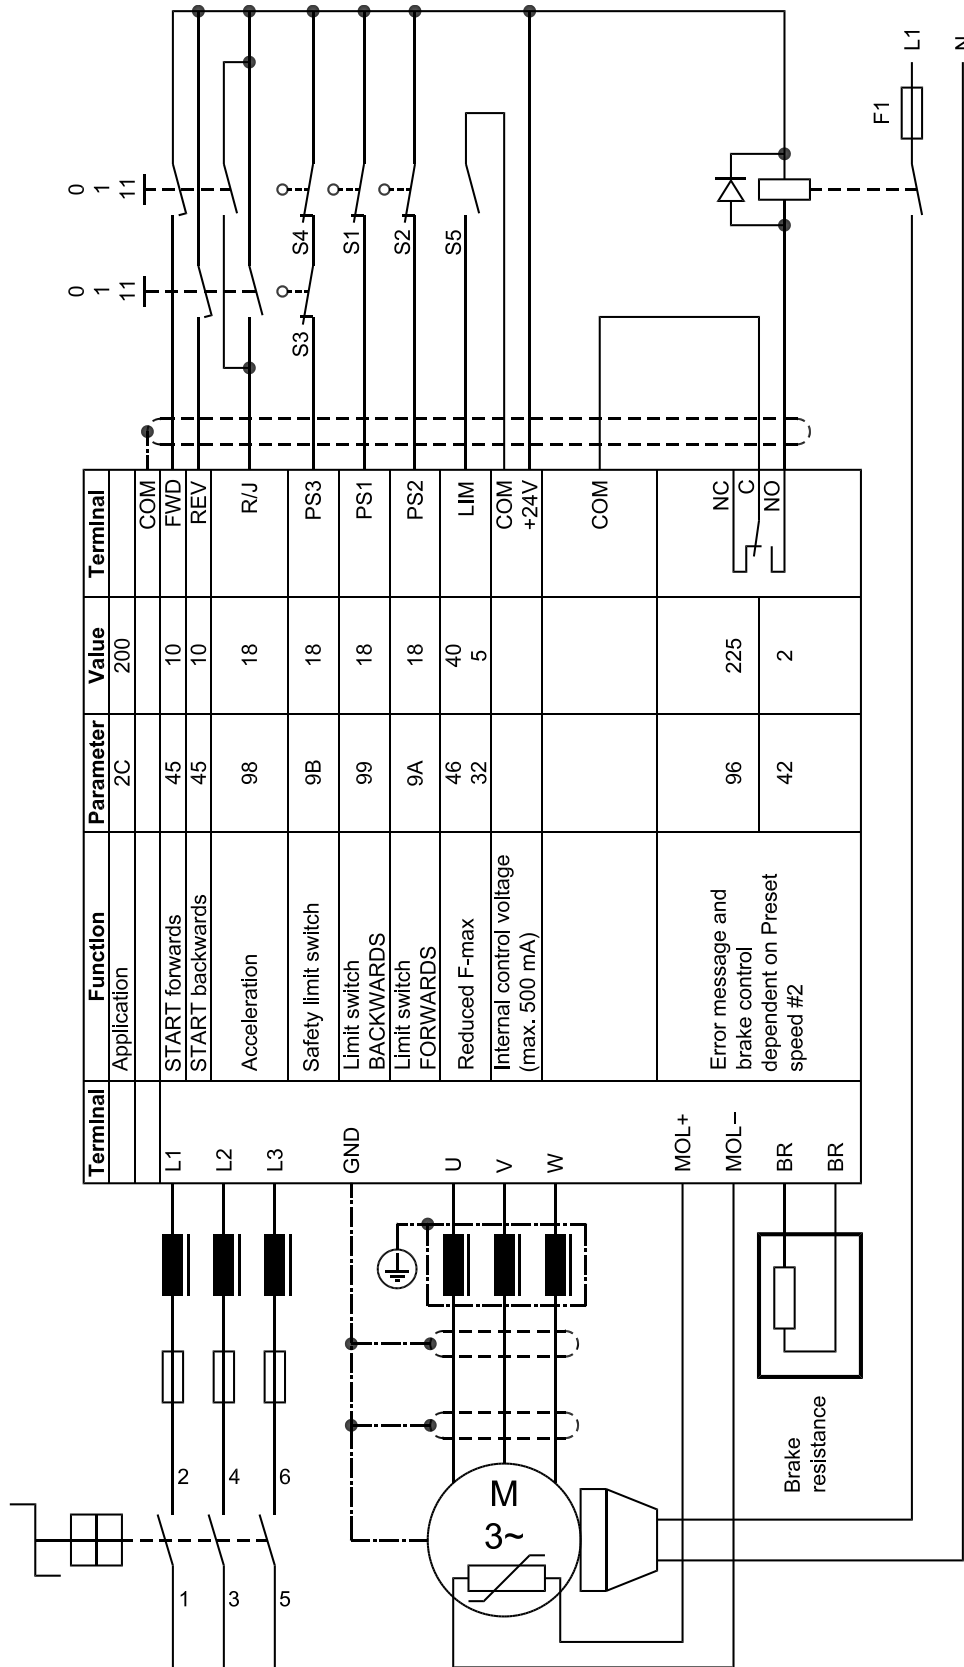 Terminal Function Parameter Value Terminal
Application 2C 200
COM
L1 START forwards 45 10 FWD
START backwards 45 10 REV
L2
Acceleration 98 18 R/J
L3
Safety limit switch 9B 18 PS3
GND
Limit switch
BACKWARDS 99 18 PS1
Limit switch
FORWARDS 9A 18 PS2
U
Reduced F-max 46 40 LIM
32 5
V
Internal control voltage COM
(max. 500 mA) +24V
W
COM
MOL+
MOL−
Error message and
brake control
dependent on Preset
speed #2
96 225 NC
C
42 2 NO
BR
BR
0
1
11
0
1
11
S3
S4
S1
S2
S5
F1
L1
N
1
2
3
4
5
6
M
3~
Brake
resistance